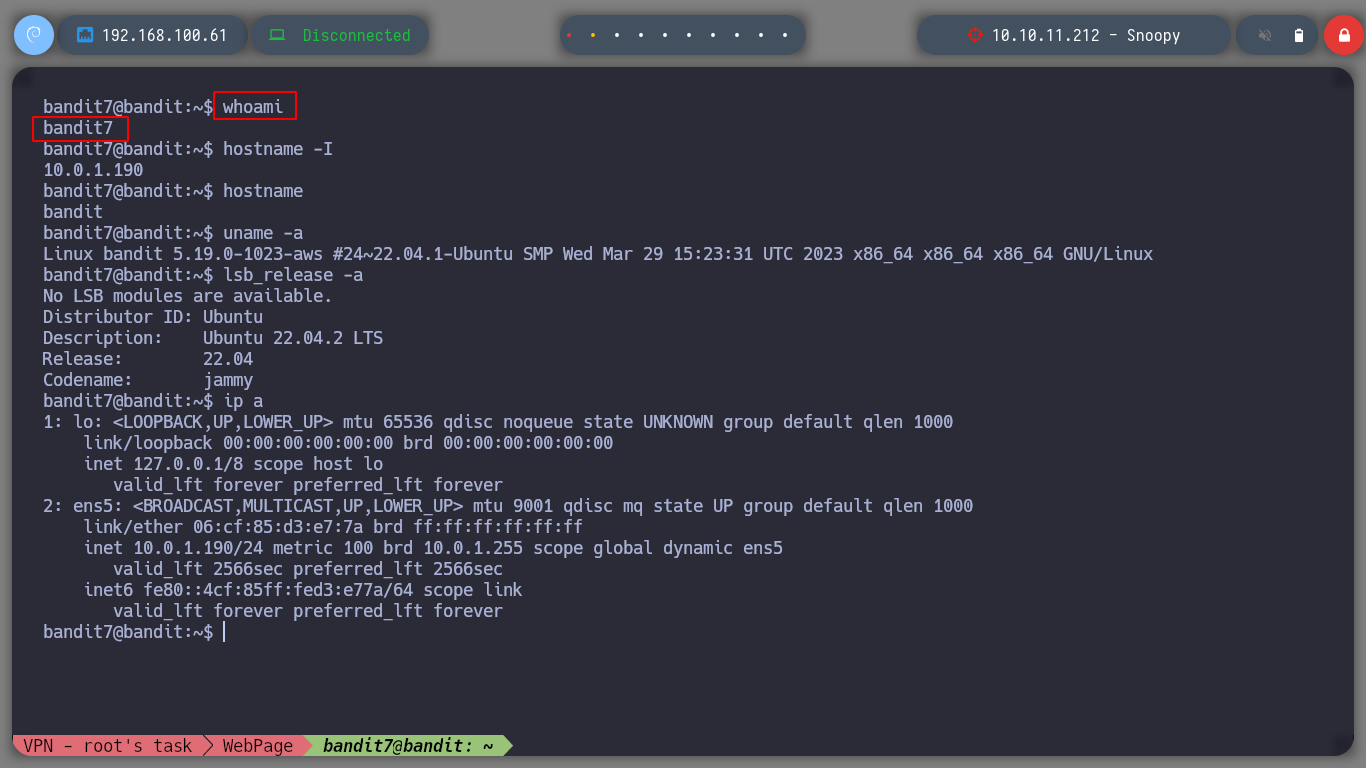 192.168.100.61 Disconnected 10.10.11.212 - Snoopy
bandit7@bandit:~$ whoami
bandit7
bandit7@bandit:~$ hostname -I
10.0.1.190
bandit7@bandit:~$ hostname
bandit
bandit7@bandit:~$ uname -a
Linux bandit 5.19.0-1023-aws #24~22.04.1-Ubuntu SMP Wed Mar 29 15:23:31 UTC 2023 x86_64 x86_64 x86_64 GNU/Linux
bandit7@bandit:~$ lsb_release -a
No LSB modules are available.
Distributor ID: Ubuntu
Description:    Ubuntu 22.04.2 LTS
Release:        22.04
Codename:       jammy
bandit7@bandit:~$ ip a
1: lo: <LOOPBACK,UP,LOWER_UP> mtu 65536 qdisc noqueue state UNKNOWN group default qlen 1000
    link/loopback 00:00:00:00:00:00 brd 00:00:00:00:00:00
    inet 127.0.0.1/8 scope host lo
       valid_lft forever preferred_lft forever
2: ens5: <BROADCAST,MULTICAST,UP,LOWER_UP> mtu 9001 qdisc mq state UP group default qlen 1000
    link/ether 06:cf:85:d3:e7:7a brd ff:ff:ff:ff:ff:ff
    inet 10.0.1.190/24 metric 100 brd 10.0.1.255 scope global dynamic ens5
       valid_lft 2566sec preferred_lft 2566sec
    inet6 fe80::4cf:85ff:fed3:e77a/64 scope link
       valid_lft forever preferred_lft forever
bandit7@bandit:~$
VPN - root's task WebPage bandit7@bandit: ~